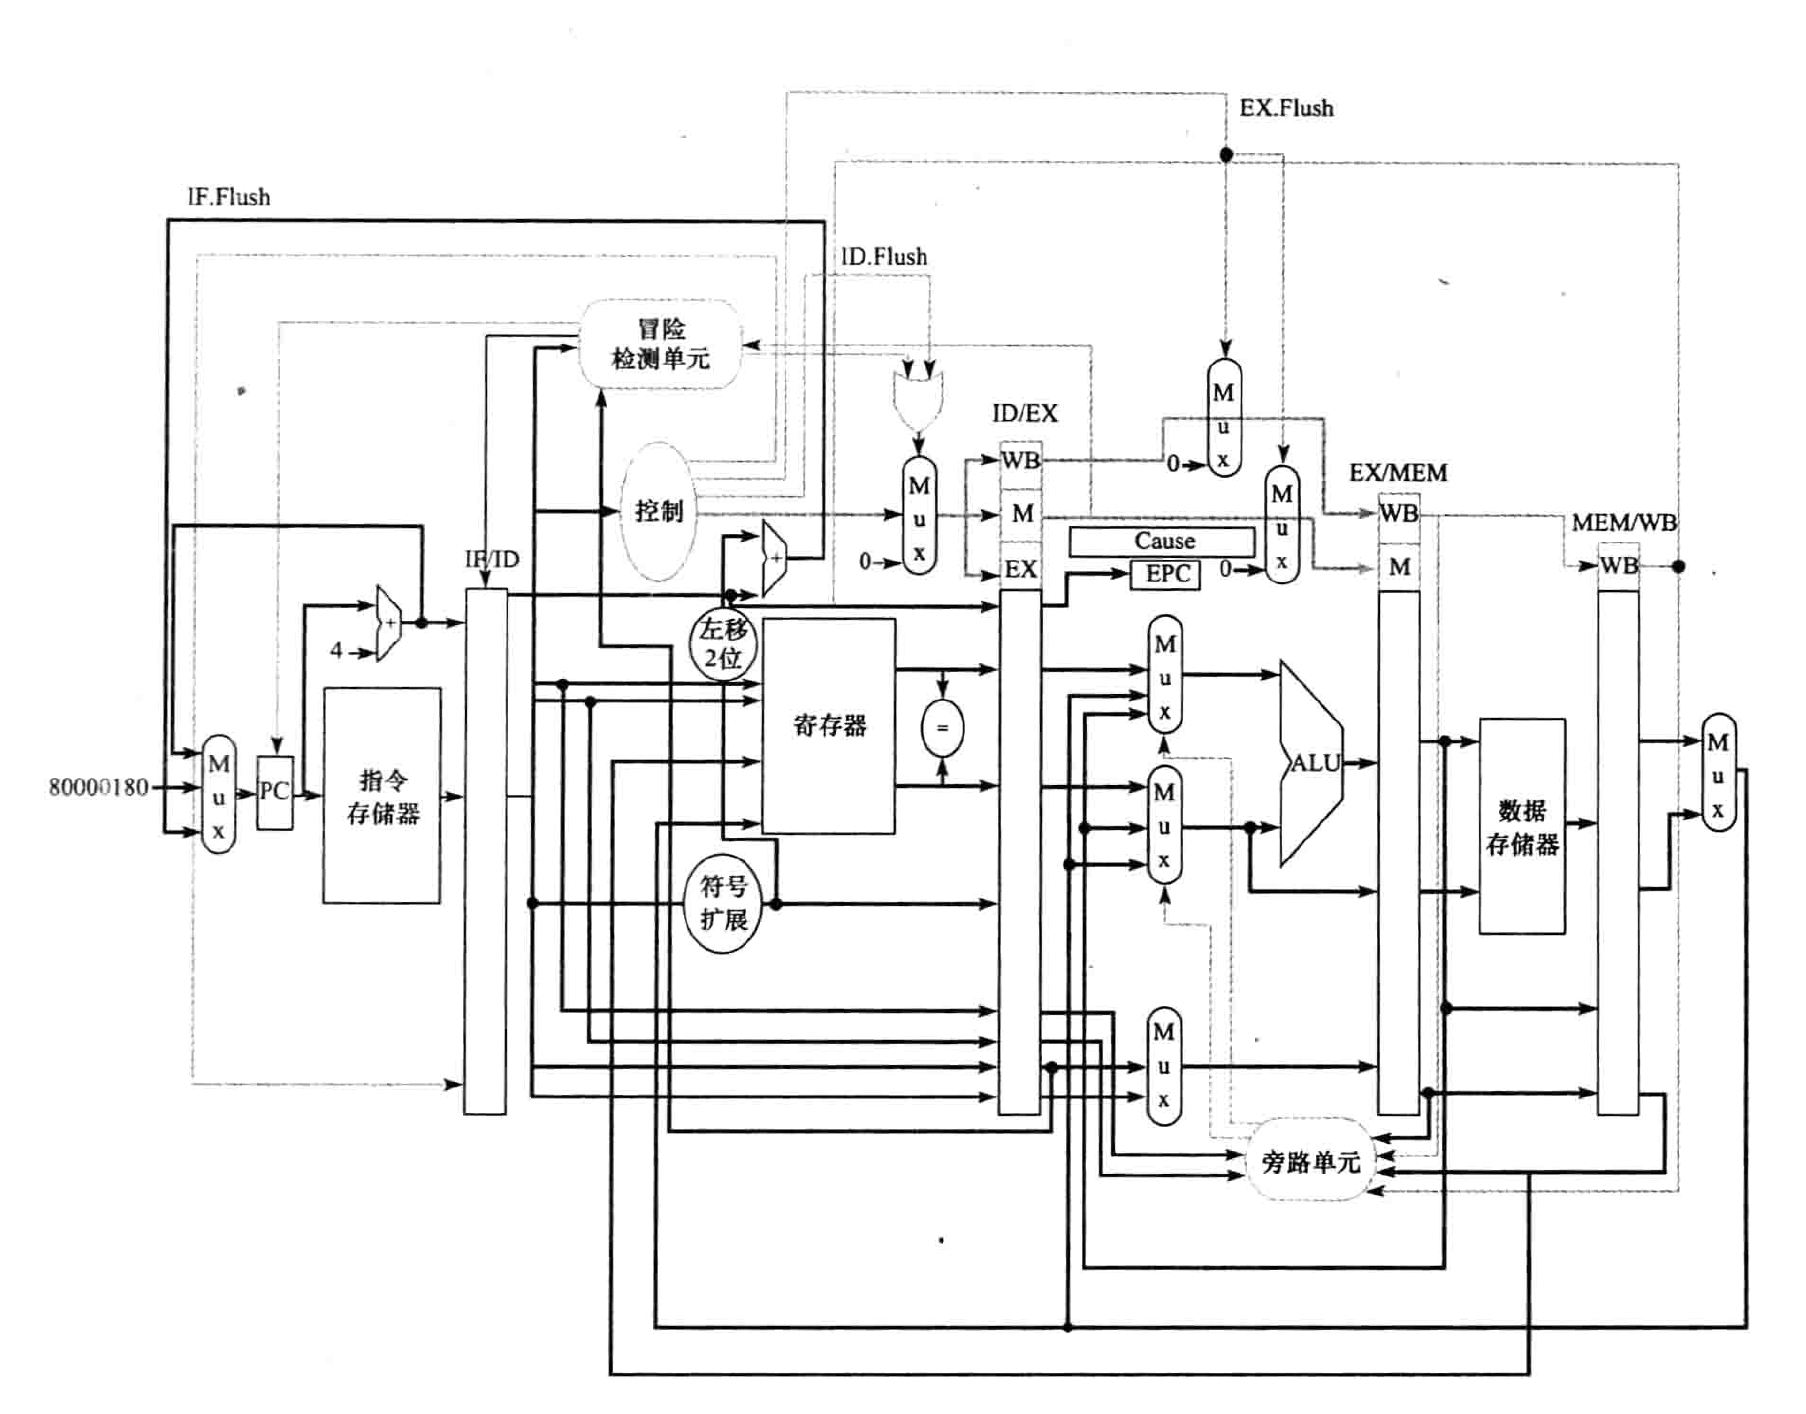 EX.Flush
IF.Flush
ID.Flush
冒险
检测单元
M
u
x
ID/EX
0
WB
EX/MEM
M
u
x
M
u
x
控制
M
WB
MEM/WB
0
Cause
0
IF/ID
+
EX
EPC
M
WB
+
4
左移
2位
M
u
x
寄存器
=
M
u
x
80000180
PC
指令
存储器
M
u
x
ALU
数据
存储器
M
u
x
符号
扩展
M
u
x
旁路单元